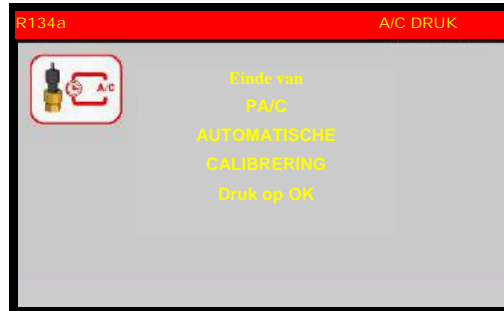 R134a A/C DRUK
A/C
Einde van
PA/C
AUTOMATISCHE
CALIBRERING
Druk op OK